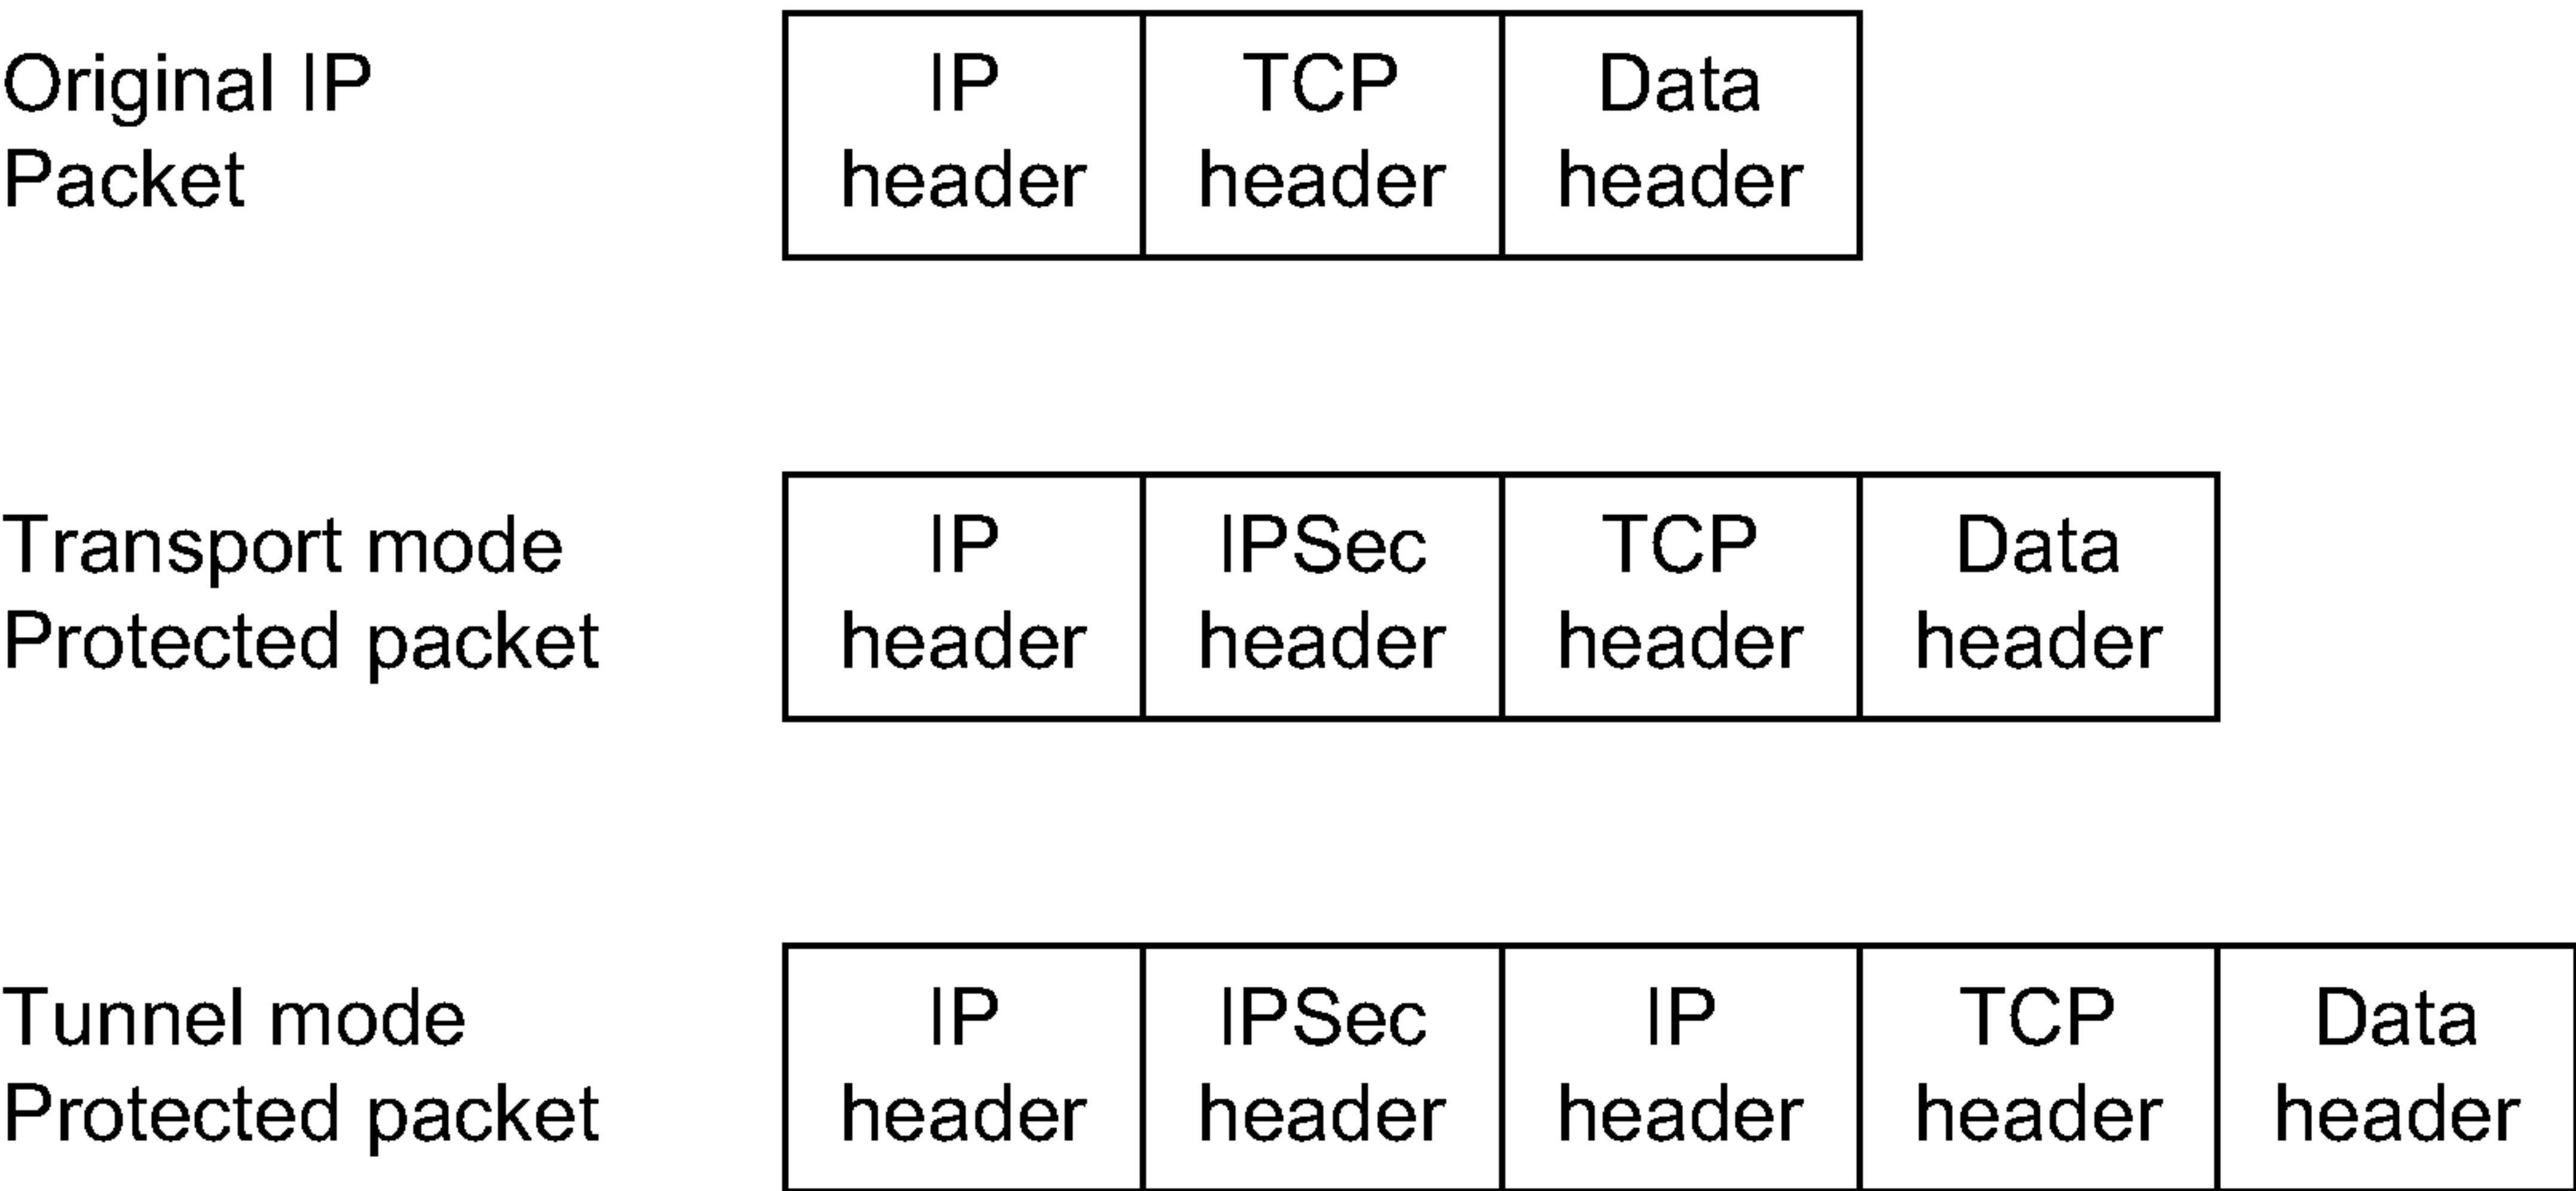 Original IP
Packet
IP
header
TCP
header
Data
header
Transport mode
Protected packet
IP
header
IPSec
header
TCP
header
Data
header
Tunnel mode
Protected packet
IP
header
IPSec
header
IP
header
TCP
header
Data
header